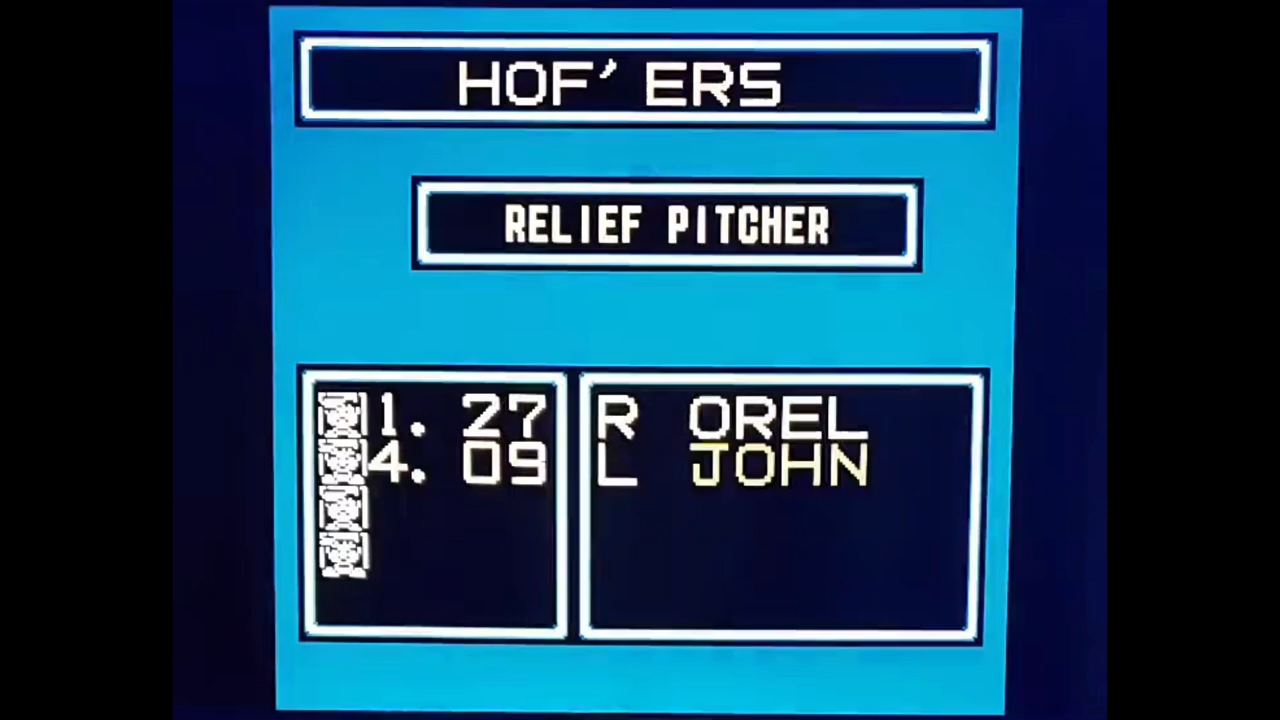 HOF' ERS
RELIEF PITCHER
1. 27 R OREL
4. 09 L JOHN